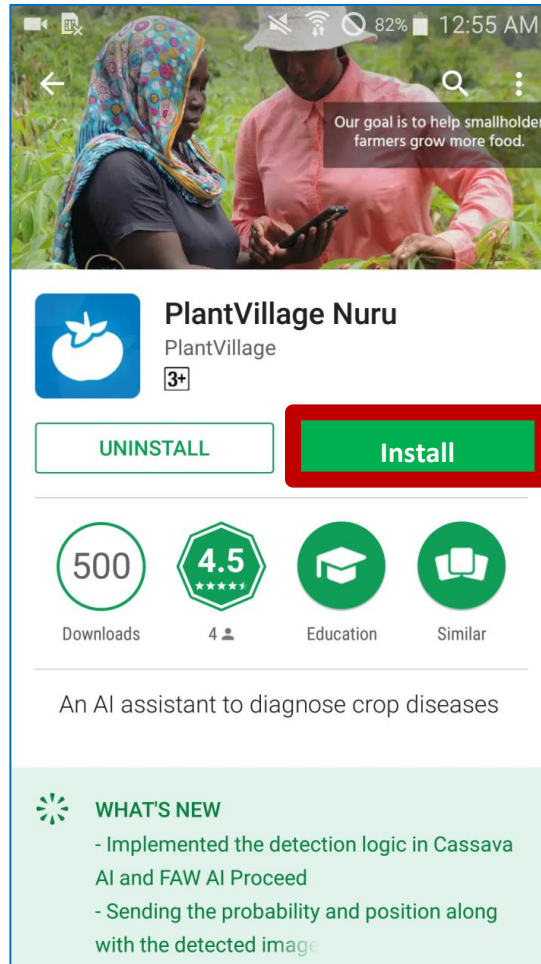 82% 12:55 AM
Our goal is to help smallholder
farmers grow more food.
PlantVillage Nuru
PlantVillage
3+
UNINSTALL
Install
500
4.5
Downloads
4
Education
Similar
An AI assistant to diagnose crop diseases
WHAT'S NEW
- Implemented the detection logic in Cassava
AI and FAW AI Proceed
- Sending the probability and position along
with the detected image